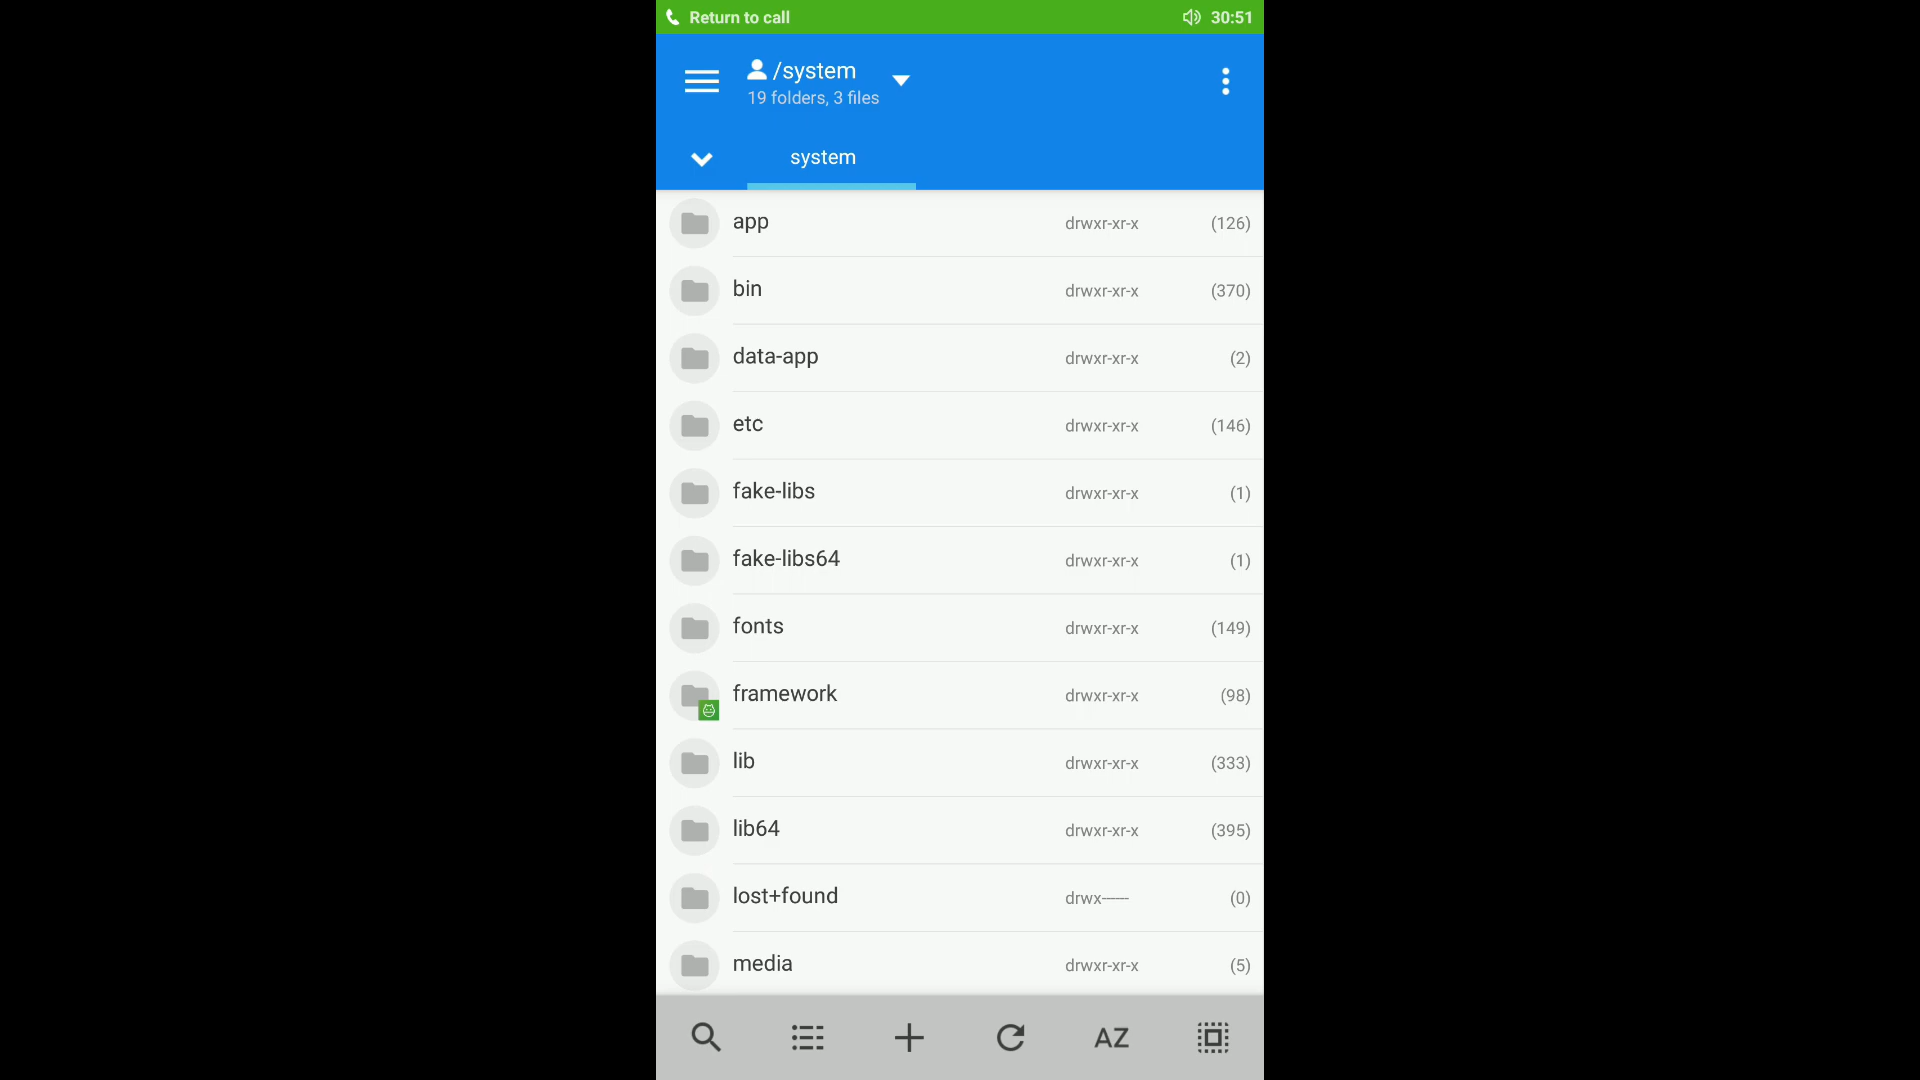 Return to call 30:51
/system
19 folders, 3 files
system
app drwxr-xr-x (126)
bin drwxr-xr-x (370)
data-app drwxr-xr-x (2)
etc drwxr-xr-x (146)
fake-libs drwxr-xr-x (1)
fake-libs64 drwxr-xr-x (1)
fonts drwxr-xr-x (149)
framework drwxr-xr-x (98)
lib drwxr-xr-x (333)
lib64 drwxr-xr-x (395)
lost+found drwx------ (0)
media drwxr-xr-x (5)
AZ